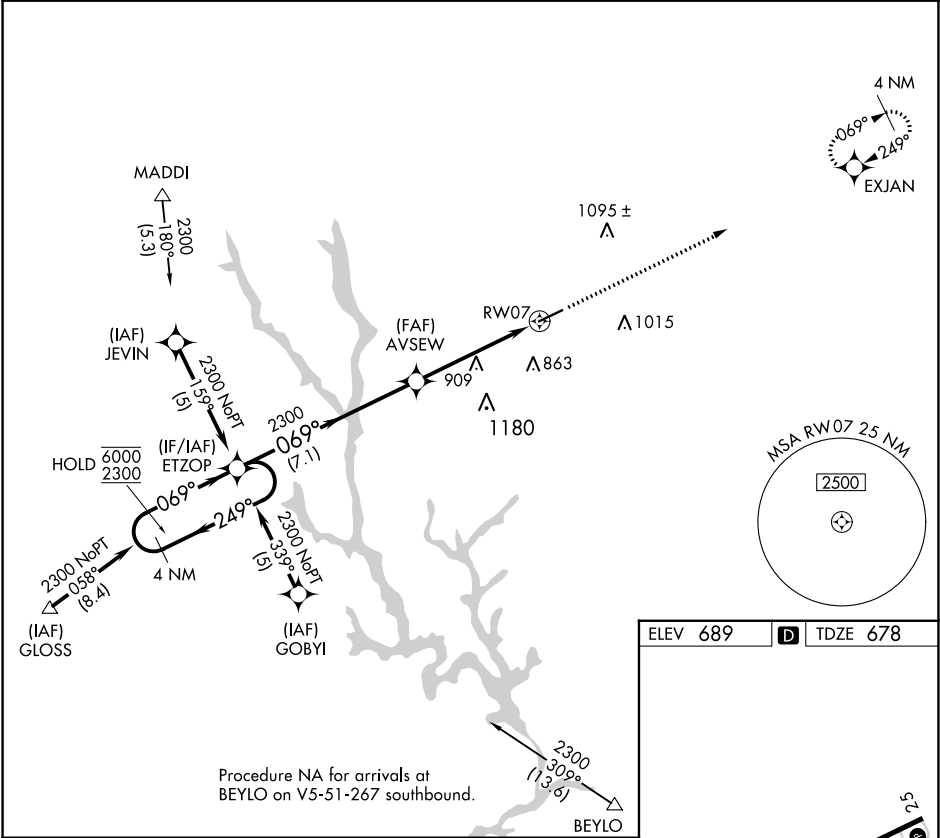 4 NM
069°
249°
EXJAN
MADDI
2300
180°
(5.3)
1095 ±
RW07
1015
(IAF)
JEVIN
(FAF)
AVSEW
2300 NoPT
159°
(5)
909
863
1180
2300
069°
(7.1)
(IF/IAF)
ETZOP
HOLD 6000
2300
069°
249°
MSA RW07 25 NM
2500
2300 NoPT
058°
(8.4)
4 NM
2300 NoPT
339°
(5)
(IAF)
GLOSS
(IAF)
GOBYI
ELEV 689 D TDZE 678
2300
309°
(13.6)
Procedure NA for arrivals at
BEYLO on V5-51-267 southbound.
BEYLO
25
P